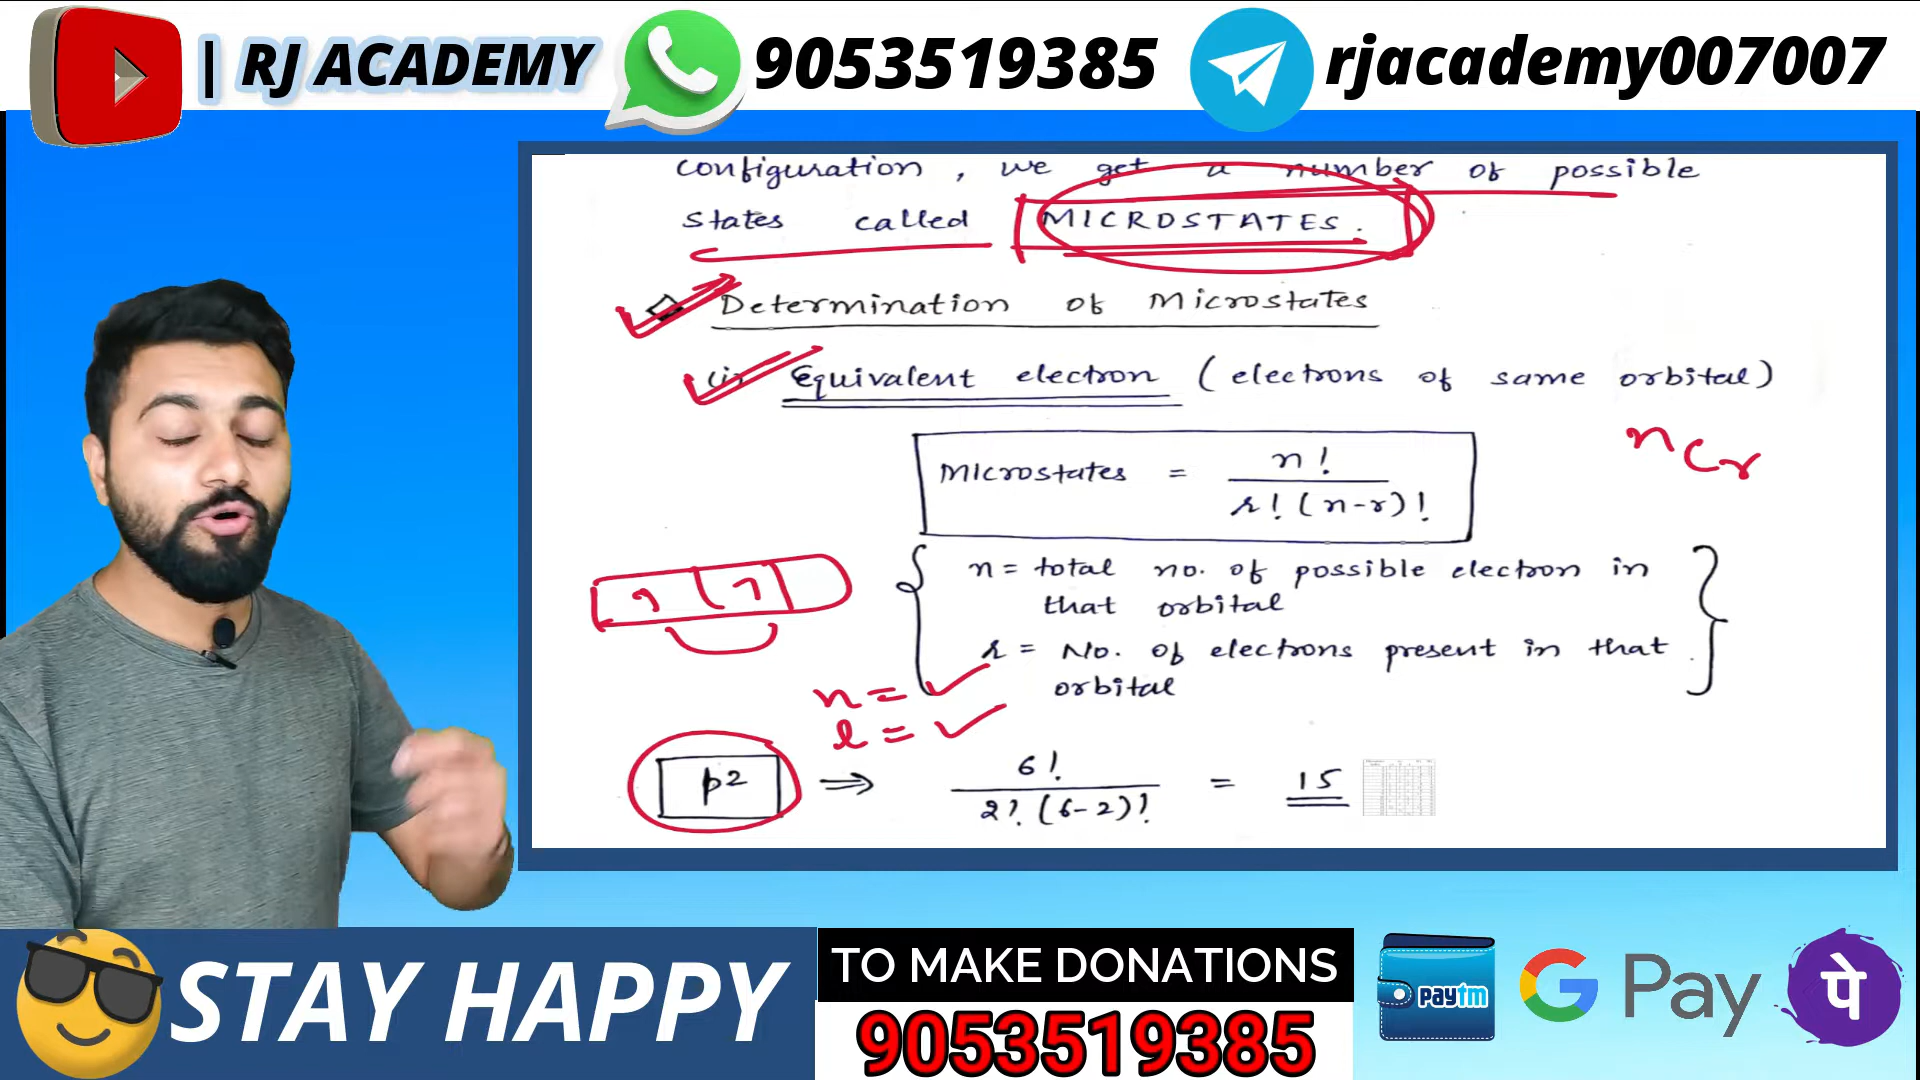 | RJ ACADEMY 9053519385 rjacademy007007
configuration, we get a number of possible
states called MICROSTATES.
Determination of Microstates
(i) Equivalent electron (electrons of same orbital)
nCr
Microstates = n! / r!(n-r)!
n = total no. of possible electron in
that orbital
r = No. of electrons present in that
orbital
n =
l =
p2 ⇒ 6! / 2!(6-2)! = 15
STAY HAPPY
TO MAKE DONATIONS
9053519385
paytm
G Pay
पे